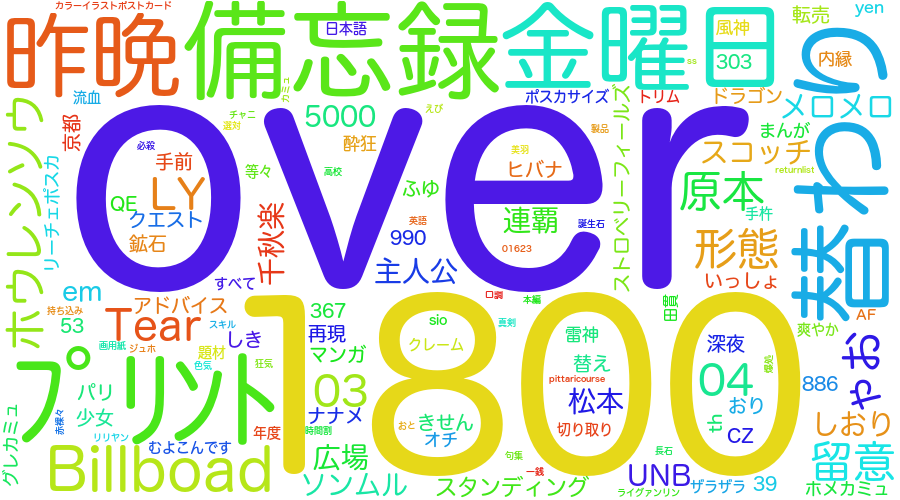 カラーイラストポストカード
昨晩
備忘録
金曜日
日本語
風神
303
転売
yen
内縁
替わり
流血
チャニ
カミュ
5000
えび
ポスカサイズ
トリム
ドラゴン
メロメロ
ホウレンソウ
京都
必殺
選対
酔狂
製品
まんが
スコッチ
手前
等々
高校
美羽
ヒバナ
ストロベリーフィールズ
returnlist
over
リーチェポスカ
QE
LY
ふゆ
原本
クエスト
英語
連覇
誕生石
手杵
鉱石
千秋楽
990
01623
形態
主人公
いっしょ
em
すべて
口調
本編
田質
持ち込み
アドバイス
367
AF
53
Tear
スキル
sio
真剣
しき
再現
雷神
爽やか
画用紙
ジュホ
題材
マンガ
クレーム
深夜
ゃお
プリント
色気
狂気
替え
1800
pittaricourse
886
パリ
03
松本
04
少女
ナナメ
おり
赤裸々
きせん
おと
th
しおり
リリヤン
年度
時間割
オチ
切り取り
CZ
グレカミュ
むよこんです
広場
句集
長石
留意
Billboad
ソンムル
一銭
UNB
ザラザラ
39
スタンディング
ライグァンリン
ホメカミュ